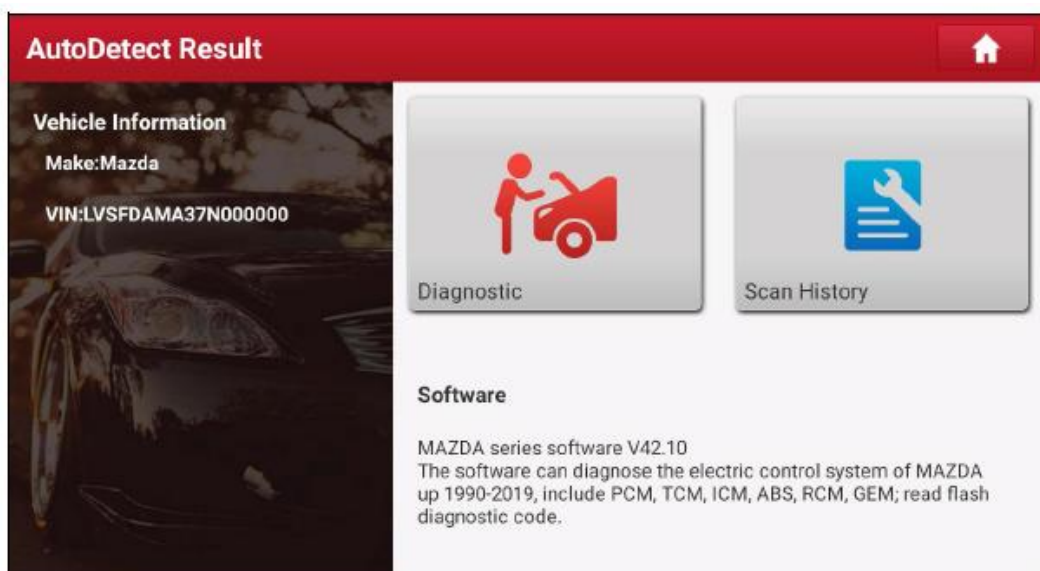 AutoDetect Result
Vehicle Information
Make:Mazda
VIN:LVSFDAMA37N000000
Diagnostic
Scan History
Software
MAZDA series software V42.10
The software can diagnose the electric control system of MAZDA
up 1990-2019, include PCM, TCM, ICM, ABS, RCM, GEM; read flash
diagnostic code.